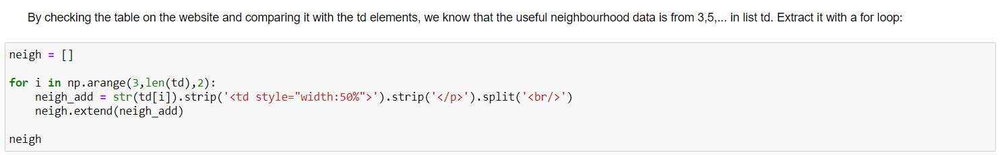 By checking the table on the website and comparing it with the td elements, we know that the useful neighbourhood data is from 3,5,... in list td. Extract it with a for loop:
neigh = []
for i in np.arange(3,len(td),2):
    neigh_add = str(td[i]).strip('<td style="width:50%">').strip('</p>').split('<br/>')
    neigh.extend(neigh_add)
neigh